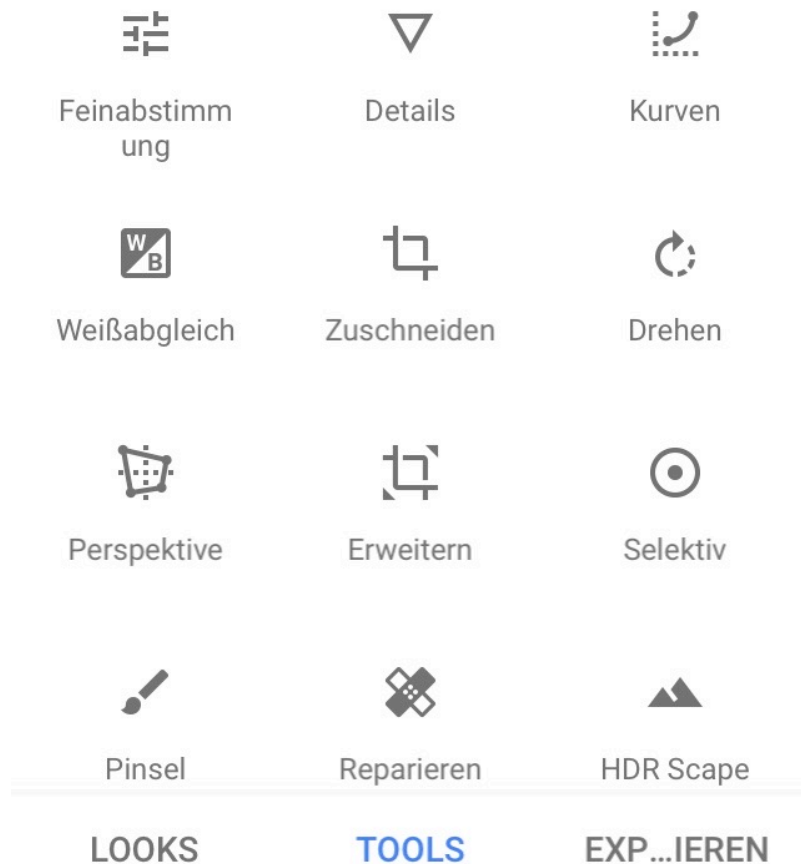 Feinabstimm
ung
Details
Kurven
W
B
Weißabgleich
Zuschneiden
Drehen
Perspektive
Erweitern
Selektiv
Pinsel
Reparieren
HDR Scape
LOOKS
TOOLS
EXP...IEREN